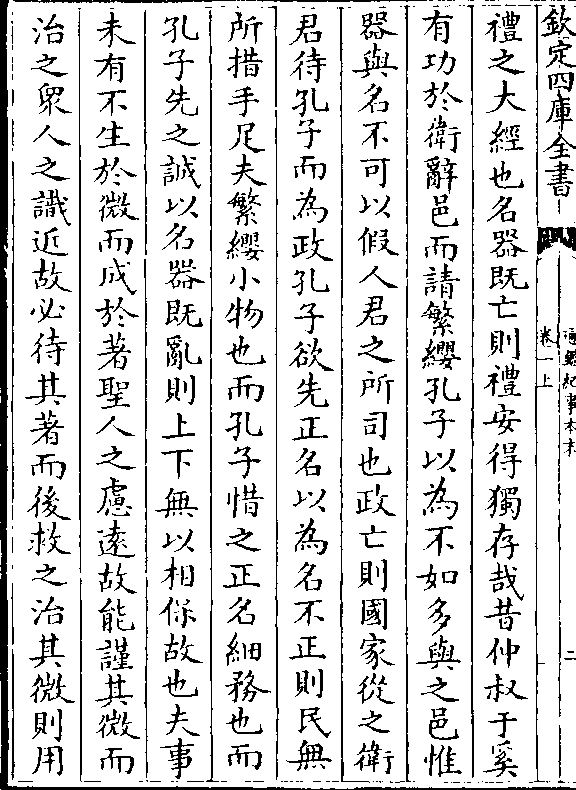 欽定四庫全書
通鑑紀事本末
卷一上
二
禮之大經也名器既亡則禮安得獨存哉昔仲叔于奚
有功於衛辭邑而請繁纓孔子以為不如多與之邑惟
器與名不可以假人君之所司也政亡則國家從之衛
君待孔子而為政孔子欲先正名以為名不正則民無
所措手足夫繁纓小物也而孔子惜之正名細務也而
孔子先之誠以名器既亂則上下無以相保故也夫事
未有不生於微而成於著聖人之慮逺故能謹其微而
治之衆人之識近故必待其著而後救之治其微則用